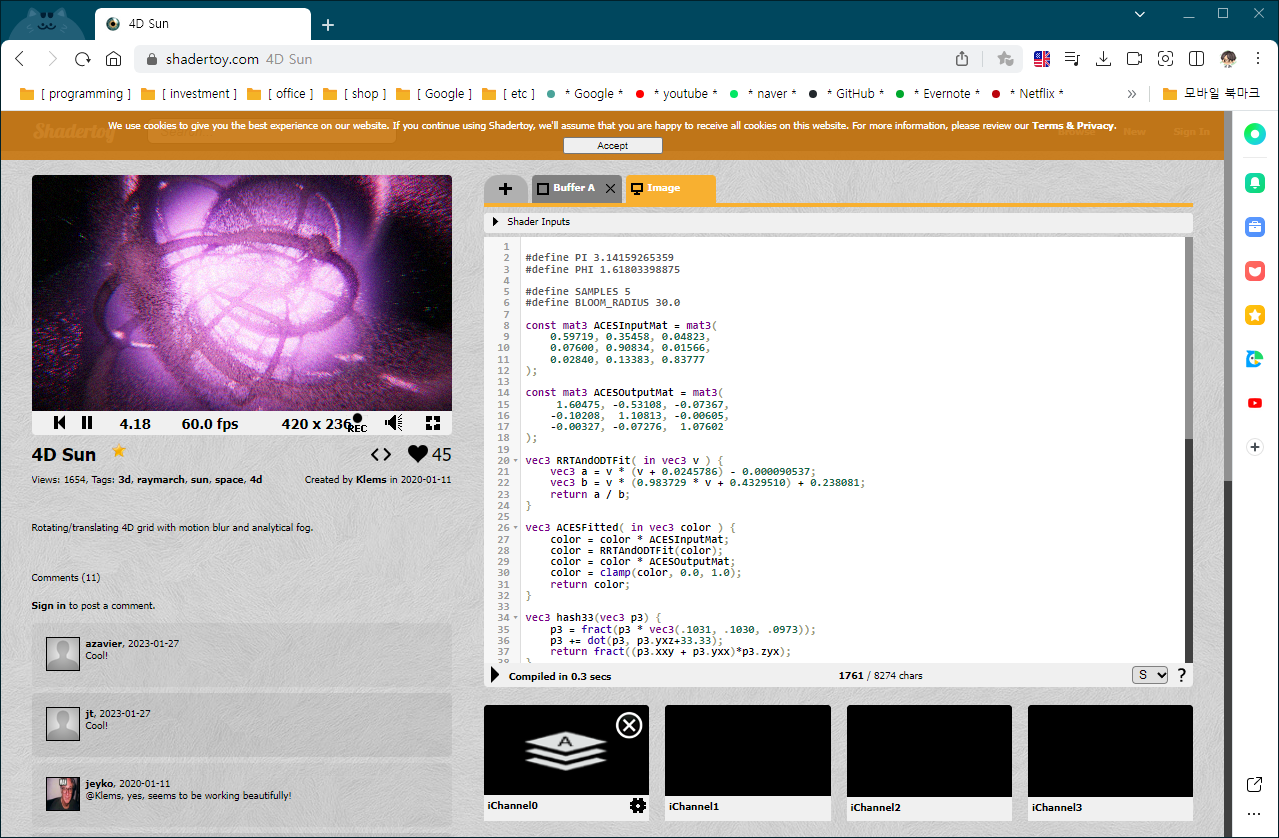 4D Sun
shadertoy.com 4D Sun
[ programming ] [ investment ] [ office ] [ shop ] [ Google ] [ etc ] * Google * * youtube * * naver * * GitHub * * Evernote * * Netflix * » 모바일 북마크
Shadertoy
We use cookies to give you the best experience on our website. If you continue using Shadertoy, we'll assume that you are happy to receive all cookies on this website. For more information, please review our Terms & Privacy.
New Sign In
Accept
4.18 60.0 fps 420 x 236 REC
4D Sun
45
Views: 1654, Tags: 3d, raymarch, sun, space, 4d
Created by Klems in 2020-01-11
Rotating/translating 4D grid with motion blur and analytical fog.
Comments (11)
Sign in to post a comment.
azavier, 2023-01-27
Cool!
jt, 2023-01-27
Cool!
jeyko, 2020-01-11
@Klems, yes, seems to be working beautifully!
+ Buffer A Image
Shader Inputs
1
2 #define PI 3.14159265359
3 #define PHI 1.61803398875
4
5 #define SAMPLES 5
6 #define BLOOM_RADIUS 30.0
7
8 const mat3 ACESInputMat = mat3(
9 0.59719, 0.35458, 0.04823,
10 0.07600, 0.90834, 0.01566,
11 0.02840, 0.13383, 0.83777
12 );
13
14 const mat3 ACESOutputMat = mat3(
15 1.60475, -0.53108, -0.07367,
16 -0.10208, 1.10813, -0.00605,
17 -0.00327, -0.07276, 1.07602
18 );
19
20 vec3 RRTAndODTFit( in vec3 v ) {
21 vec3 a = v * (v + 0.0245786) - 0.000090537;
22 vec3 b = v * (0.983729 * v + 0.4329510) + 0.238081;
23 return a / b;
24 }
25
26 vec3 ACESFitted( in vec3 color ) {
27 color = color * ACESInputMat;
28 color = RRTAndODTFit(color);
29 color = color * ACESOutputMat;
30 color = clamp(color, 0.0, 1.0);
31 return color;
32 }
33
34 vec3 hash33(vec3 p3) {
35 p3 = fract(p3 * vec3(.1031, .1030, .0973));
36 p3 += dot(p3, p3.yxz+33.33);
37 return fract((p3.xxy + p3.yxx)*p3.zyx);
38 }
Compiled in 0.3 secs
1761 / 8274 chars
S
?
A
iChannel0
iChannel1
iChannel2
iChannel3